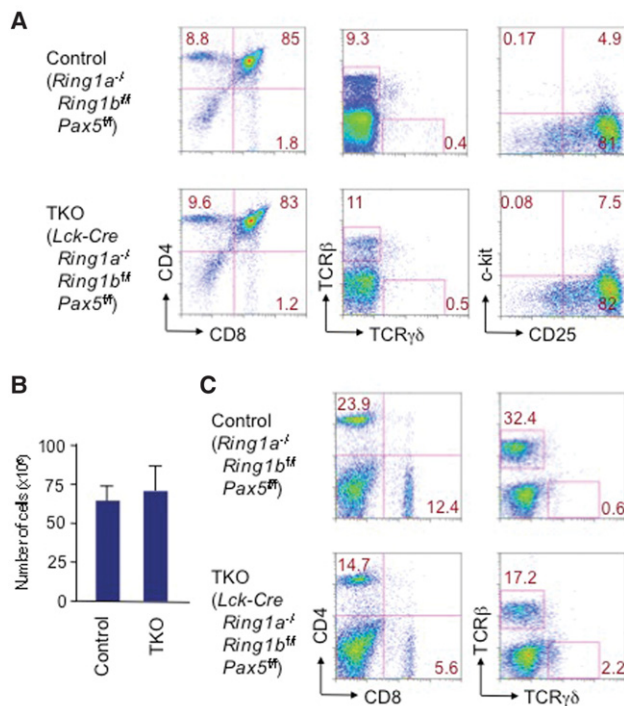 A
Control
(Ring1a-/-
Ring1bf/f
Pax5f/f)
8.8 85
1.8
9.3
0.4
0.17 4.9
81
TKO
(Lck-Cre
Ring1a-/-
Ring1bf/f
Pax5f/f)
9.6 83
1.2
11
0.5
0.08 7.5
82
CD4
CD8
TCRβ
TCRγδ
c-kit
CD25
B
Number of cells (×10⁶)
100
75
50
25
0
Control
TKO
C
Control
(Ring1a-/-
Ring1bf/f
Pax5f/f)
23.9
12.4
32.4
0.6
TKO
(Lck-Cre
Ring1a-/-
Ring1bf/f
Pax5f/f)
14.7
5.6
17.2
2.2
CD4
CD8
TCRβ
TCRγδ